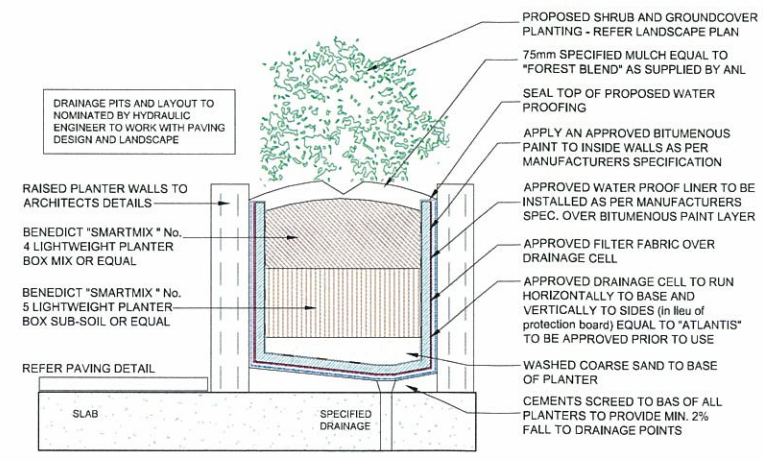 PROPOSED SHRUB AND GROUNDCOVER
PLANTING - REFER LANDSCAPE PLAN
75mm SPECIFIED MULCH EQUAL TO
"FOREST BLEND" AS SUPPLIED BY ANL
SEAL TOP OF PROPOSED WATER
PROOFING
APPLY AN APPROVED BITUMENOUS
PAINT TO INSIDE WALLS AS PER
MANUFACTURERS SPECIFICATION
APPROVED WATER PROOF LINER TO BE
INSTALLED AS PER MANUFACTURERS
SPEC. OVER BITUMENOUS PAINT LAYER
APPROVED FILTER FABRIC OVER
DRAINAGE CELL
APPROVED DRAINAGE CELL TO RUN
HORIZONTALLY TO BASE AND
VERTICALLY TO SIDES (in lieu of
protection board) EQUAL TO "ATLANTIS"
TO BE APPROVED PRIOR TO USE
WASHED COARSE SAND TO BASE
OF PLANTER
CEMENTS SCREED TO BAS OF ALL
PLANTERS TO PROVIDE MIN. 2%
FALL TO DRAINAGE POINTS
DRAINAGE PITS AND LAYOUT TO
NOMINATED BY HYDRAULIC
ENGINEER TO WORK WITH PAVING
DESIGN AND LANDSCAPE
RAISED PLANTER WALLS TO
ARCHITECTS DETAILS
BENEDICT "SMARTMIX " No.
4 LIGHTWEIGHT PLANTER
BOX MIX OR EQUAL
BENEDICT "SMARTMIX " No.
5 LIGHTWEIGHT PLANTER
BOX SUB-SOIL OR EQUAL
REFER PAVING DETAIL
SLAB
SPECIFIED
DRAINAGE